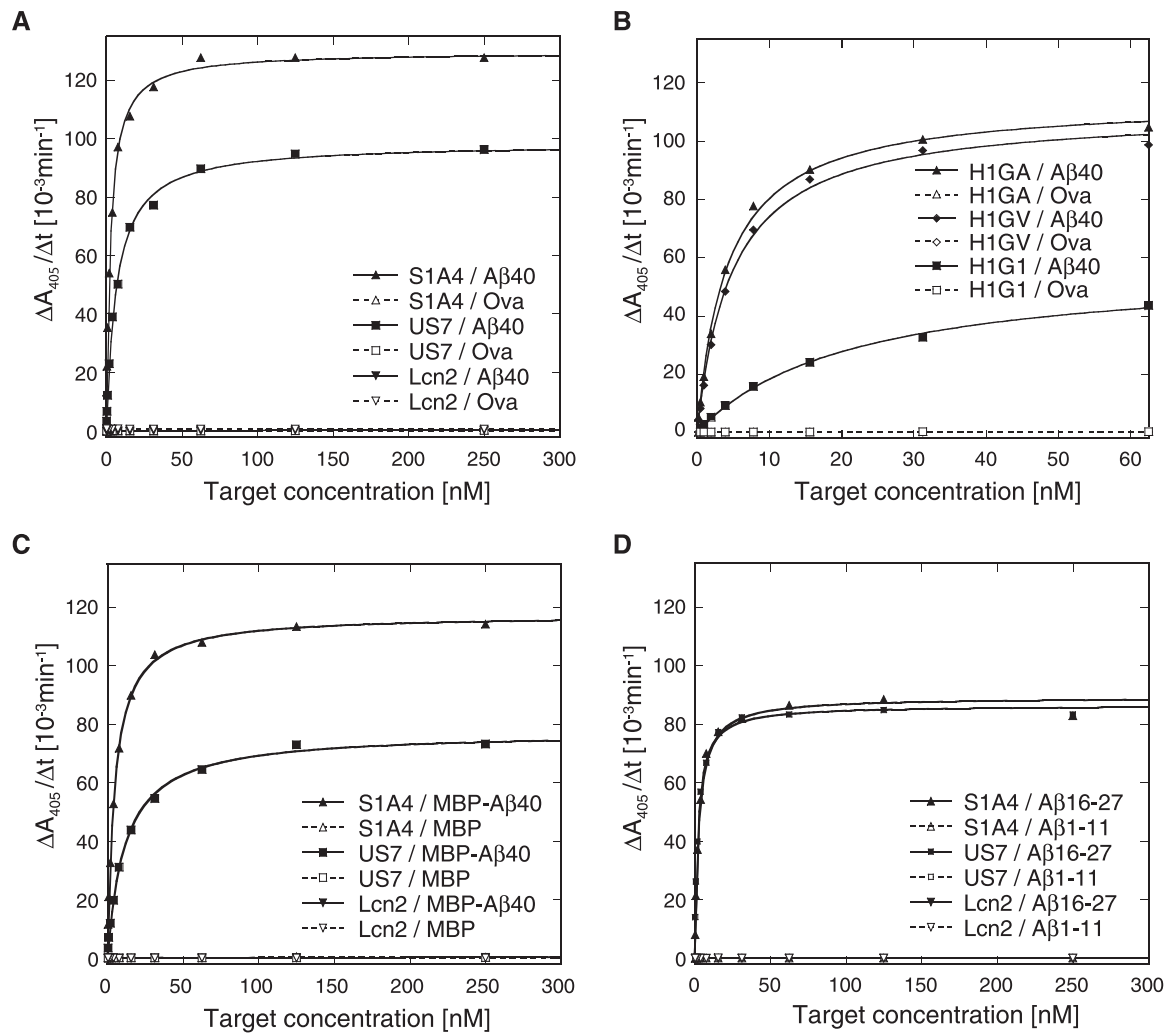 A
ΔA405/Δt [10-3min-1]
120
100
80
60
40
20
0
S1A4 / Aβ40
S1A4 / Ova
US7 / Aβ40
US7 / Ova
Lcn2 / Aβ40
Lcn2 / Ova
0 50 100 150 200 250 300
Target concentration [nM]
B
ΔA405/Δt [10-3min-1]
120
100
80
60
40
20
0
H1GA / Aβ40
H1GA / Ova
H1GV / Aβ40
H1GV / Ova
H1G1 / Aβ40
H1G1 / Ova
0 10 20 30 40 50 60
Target concentration [nM]
C
ΔA405/Δt [10-3min-1]
120
100
80
60
40
20
0
S1A4 / MBP-Aβ40
S1A4 / MBP
US7 / MBP-Aβ40
US7 / MBP
Lcn2 / MBP-Aβ40
Lcn2 / MBP
0 50 100 150 200 250 300
Target concentration [nM]
D
ΔA405/Δt [10-3min-1]
120
100
80
60
40
20
0
S1A4 / Aβ16-27
S1A4 / Aβ1-11
US7 / Aβ16-27
US7 / Aβ1-11
Lcn2 / Aβ16-27
Lcn2 / Aβ1-11
0 50 100 150 200 250 300
Target concentration [nM]